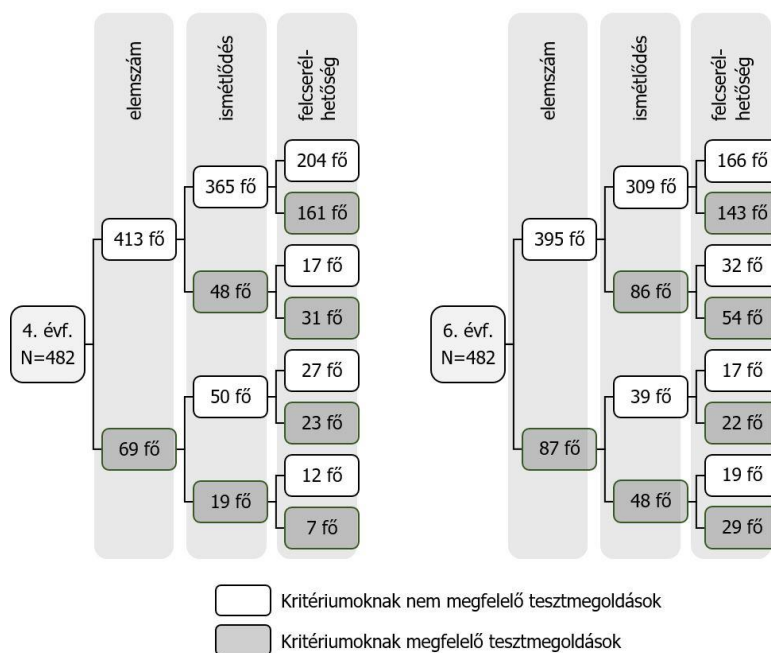 elemszám
ismétlődés
felcserél-
hetőség
4. évf.
N=482
413 fő
69 fő
365 fő
48 fő
50 fő
19 fő
204 fő
161 fő
17 fő
31 fő
27 fő
23 fő
12 fő
7 fő
elemszám
ismétlődés
felcserél-
hetőség
6. évf.
N=482
395 fő
87 fő
309 fő
86 fő
39 fő
48 fő
166 fő
143 fő
32 fő
54 fő
17 fő
22 fő
19 fő
29 fő
Kritériumoknak nem megfelelő tesztmegoldások
Kritériumoknak megfelelő tesztmegoldások